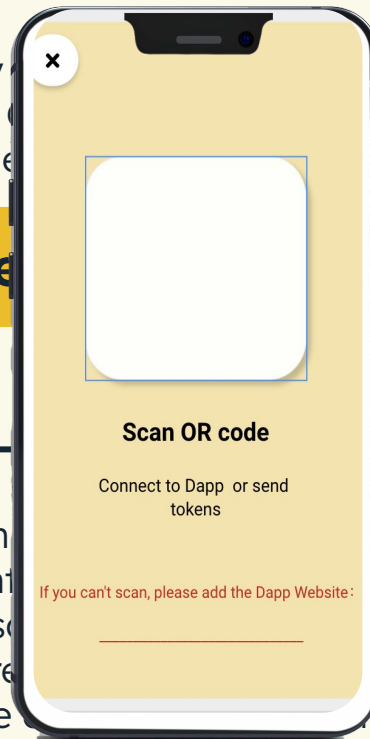 Scan OR code
Connect to Dapp or send
tokens
If you can't scan, please add the Dapp Website: